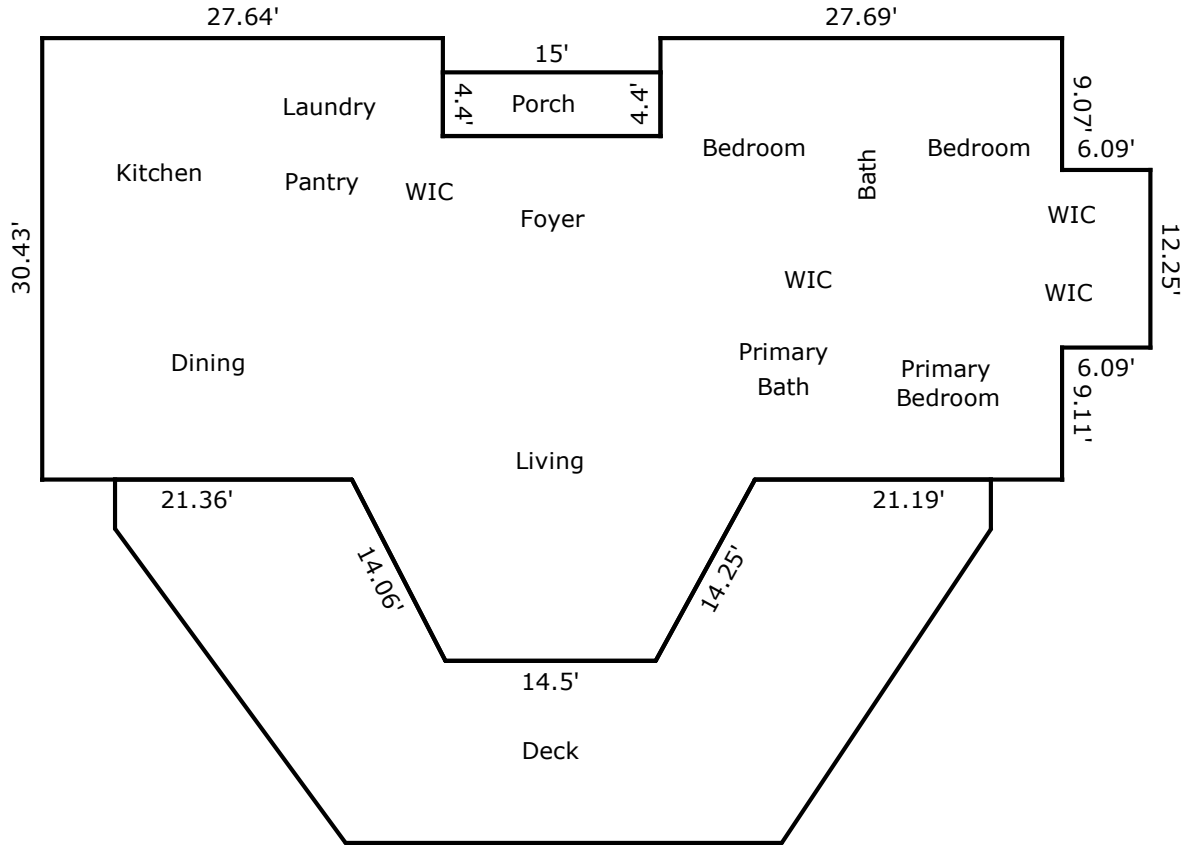 27.64'
27.69'
15'
4.4'
Porch
4.4'
9.07'
Laundry
6.09'
Kitchen
Pantry
WIC
Foyer
Bedroom
Bath
Bedroom
WIC
12.25'
30.43'
WIC
WIC
Dining
Primary
Bath
Primary
Bedroom
6.09'
9.11'
Living
21.36'
21.19'
14.06'
14.25'
14.5'
Deck